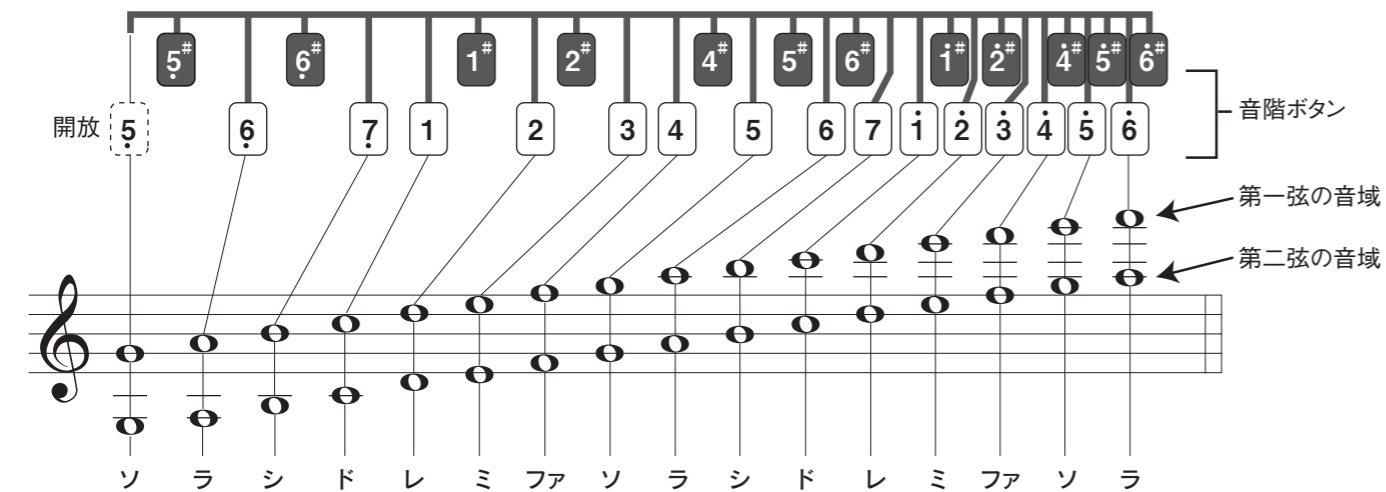 5̣# 6̣# 1# 2# 4# 5# 6# 1̇# 2̇# 4̇# 5̇# 6̇#
開放 5̣ 6̣ 7̣ 1 2 3 4 5 6 7 1̇ 2̇ 3̇ 4̇ 5̇ 6̇ 音階ボタン
第一弦の音域
第二弦の音域
ソ ラ シ ド レ ミ ファ ソ ラ シ ド レ ミ ファ ソ ラ